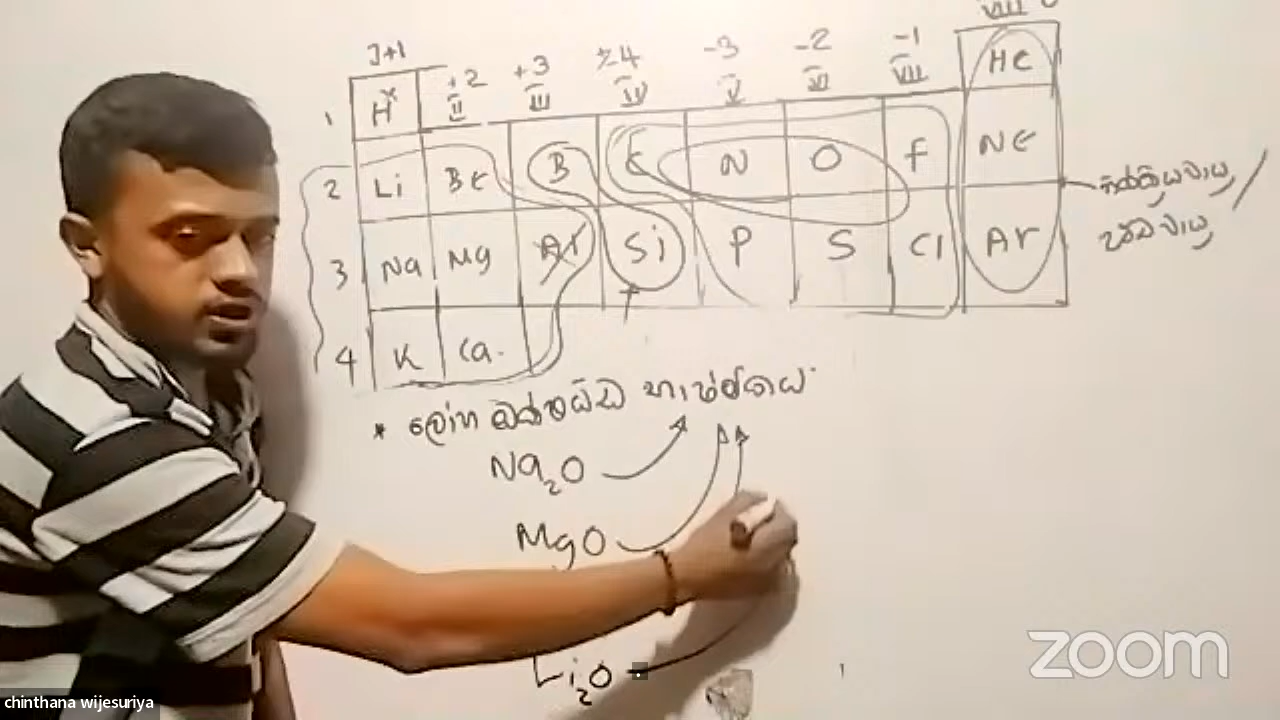 I+1 +2 +3 ±4 -3 -2 -1
II III IV V VI VII VIII
1 H He
2 Li Be B C N O F Ne
3 Na Mg Al Si P S Cl Ar
4 K Ca
නිෂ්ක්‍රිය වායු /
* ලෝහ ඔක්සයිඩ භාෂ්මිකයි
Na2O
MgO
Li2O
zoom
chinthana wijesuriya